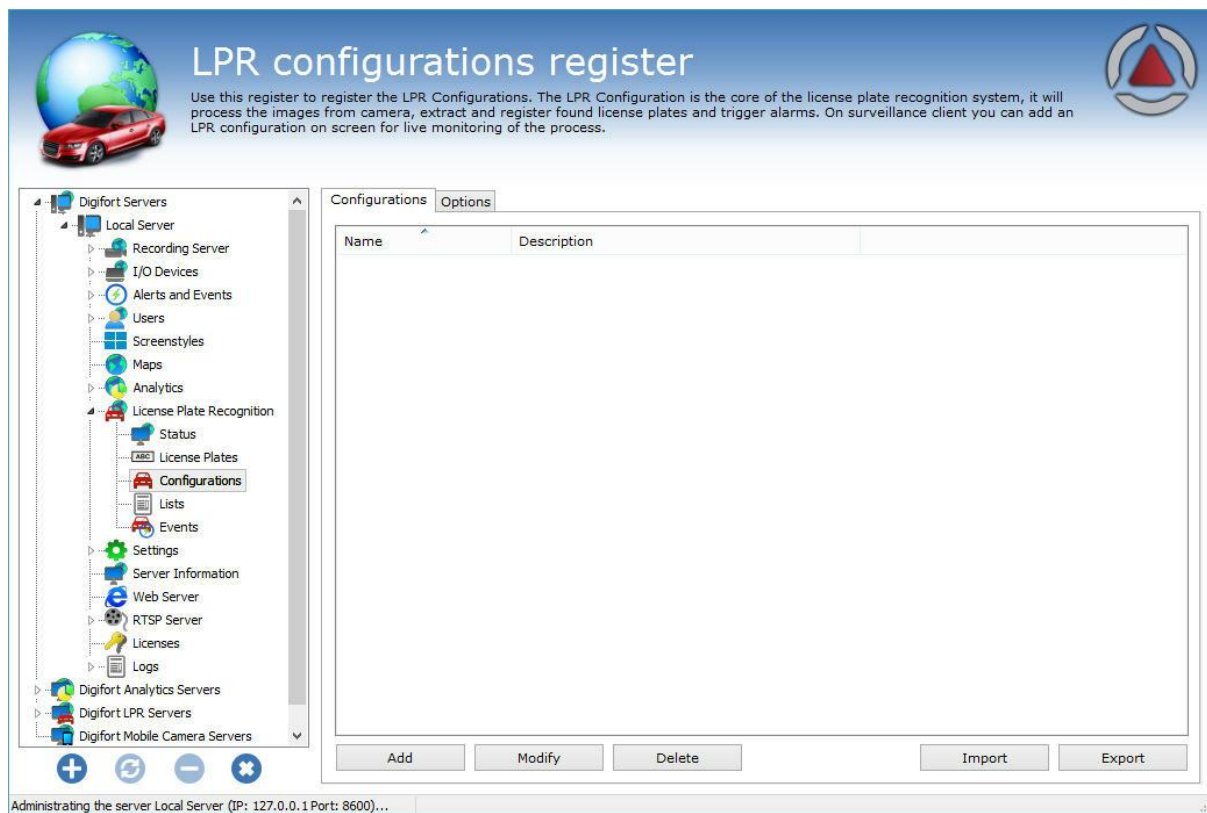 LPR configurations register
Use this register to register the LPR Configurations. The LPR Configuration is the core of the license plate recognition system, it will
process the images from camera, extract and register found license plates and trigger alarms. On surveillance client you can add an
LPR configuration on screen for live monitoring of the process.
Digifort Servers
Local Server
Recording Server
I/O Devices
Alerts and Events
Users
Screenstyles
Maps
Analytics
License Plate Recognition
Status
ABC License Plates
Configurations
Lists
Events
Settings
Server Information
Web Server
RTSP Server
Licenses
Logs
Digifort Analytics Servers
Digifort LPR Servers
Digifort Mobile Camera Servers
Configurations Options
Name Description
Add Modify Delete Import Export
Administrating the server Local Server (IP: 127.0.0.1 Port: 8600)...